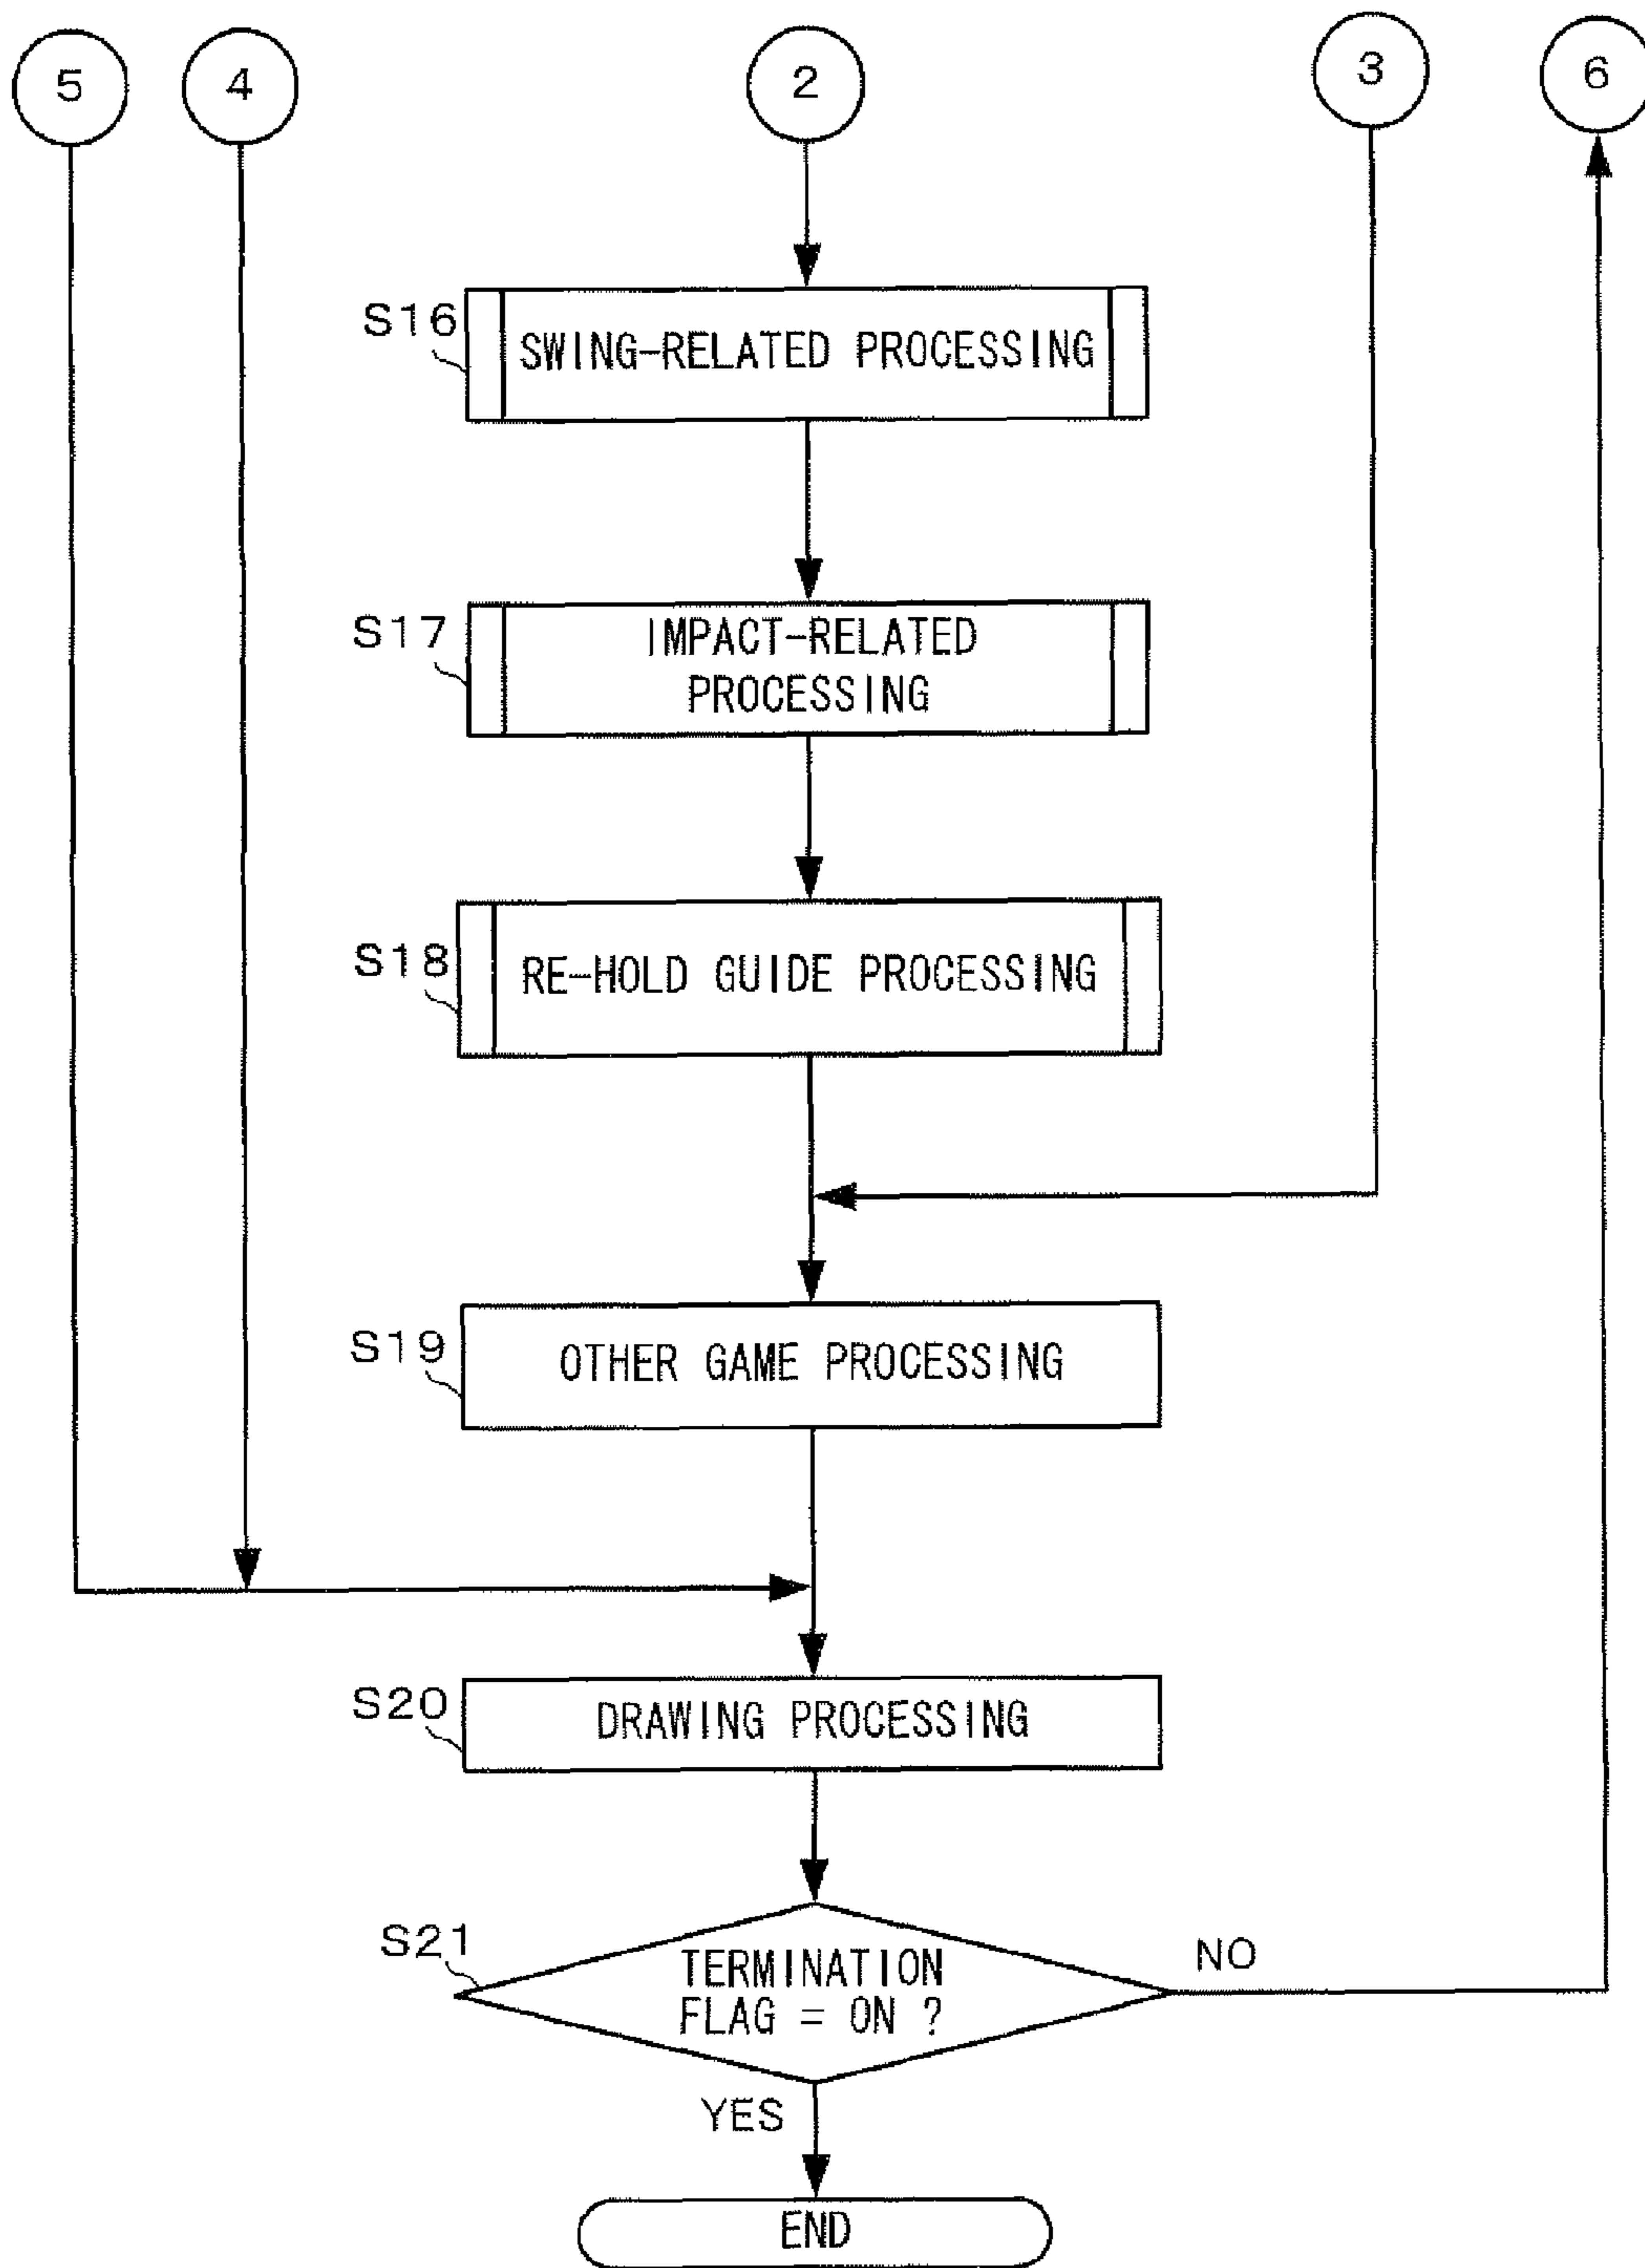 5
4
2
3
6
S16
SWING-RELATED PROCESSING
S17
IMPACT-RELATED
PROCESSING
S18
RE-HOLD GUIDE PROCESSING
S19
OTHER GAME PROCESSING
S20
DRAWING PROCESSING
S21
TERMINATION
FLAG = ON ?
NO
YES
END